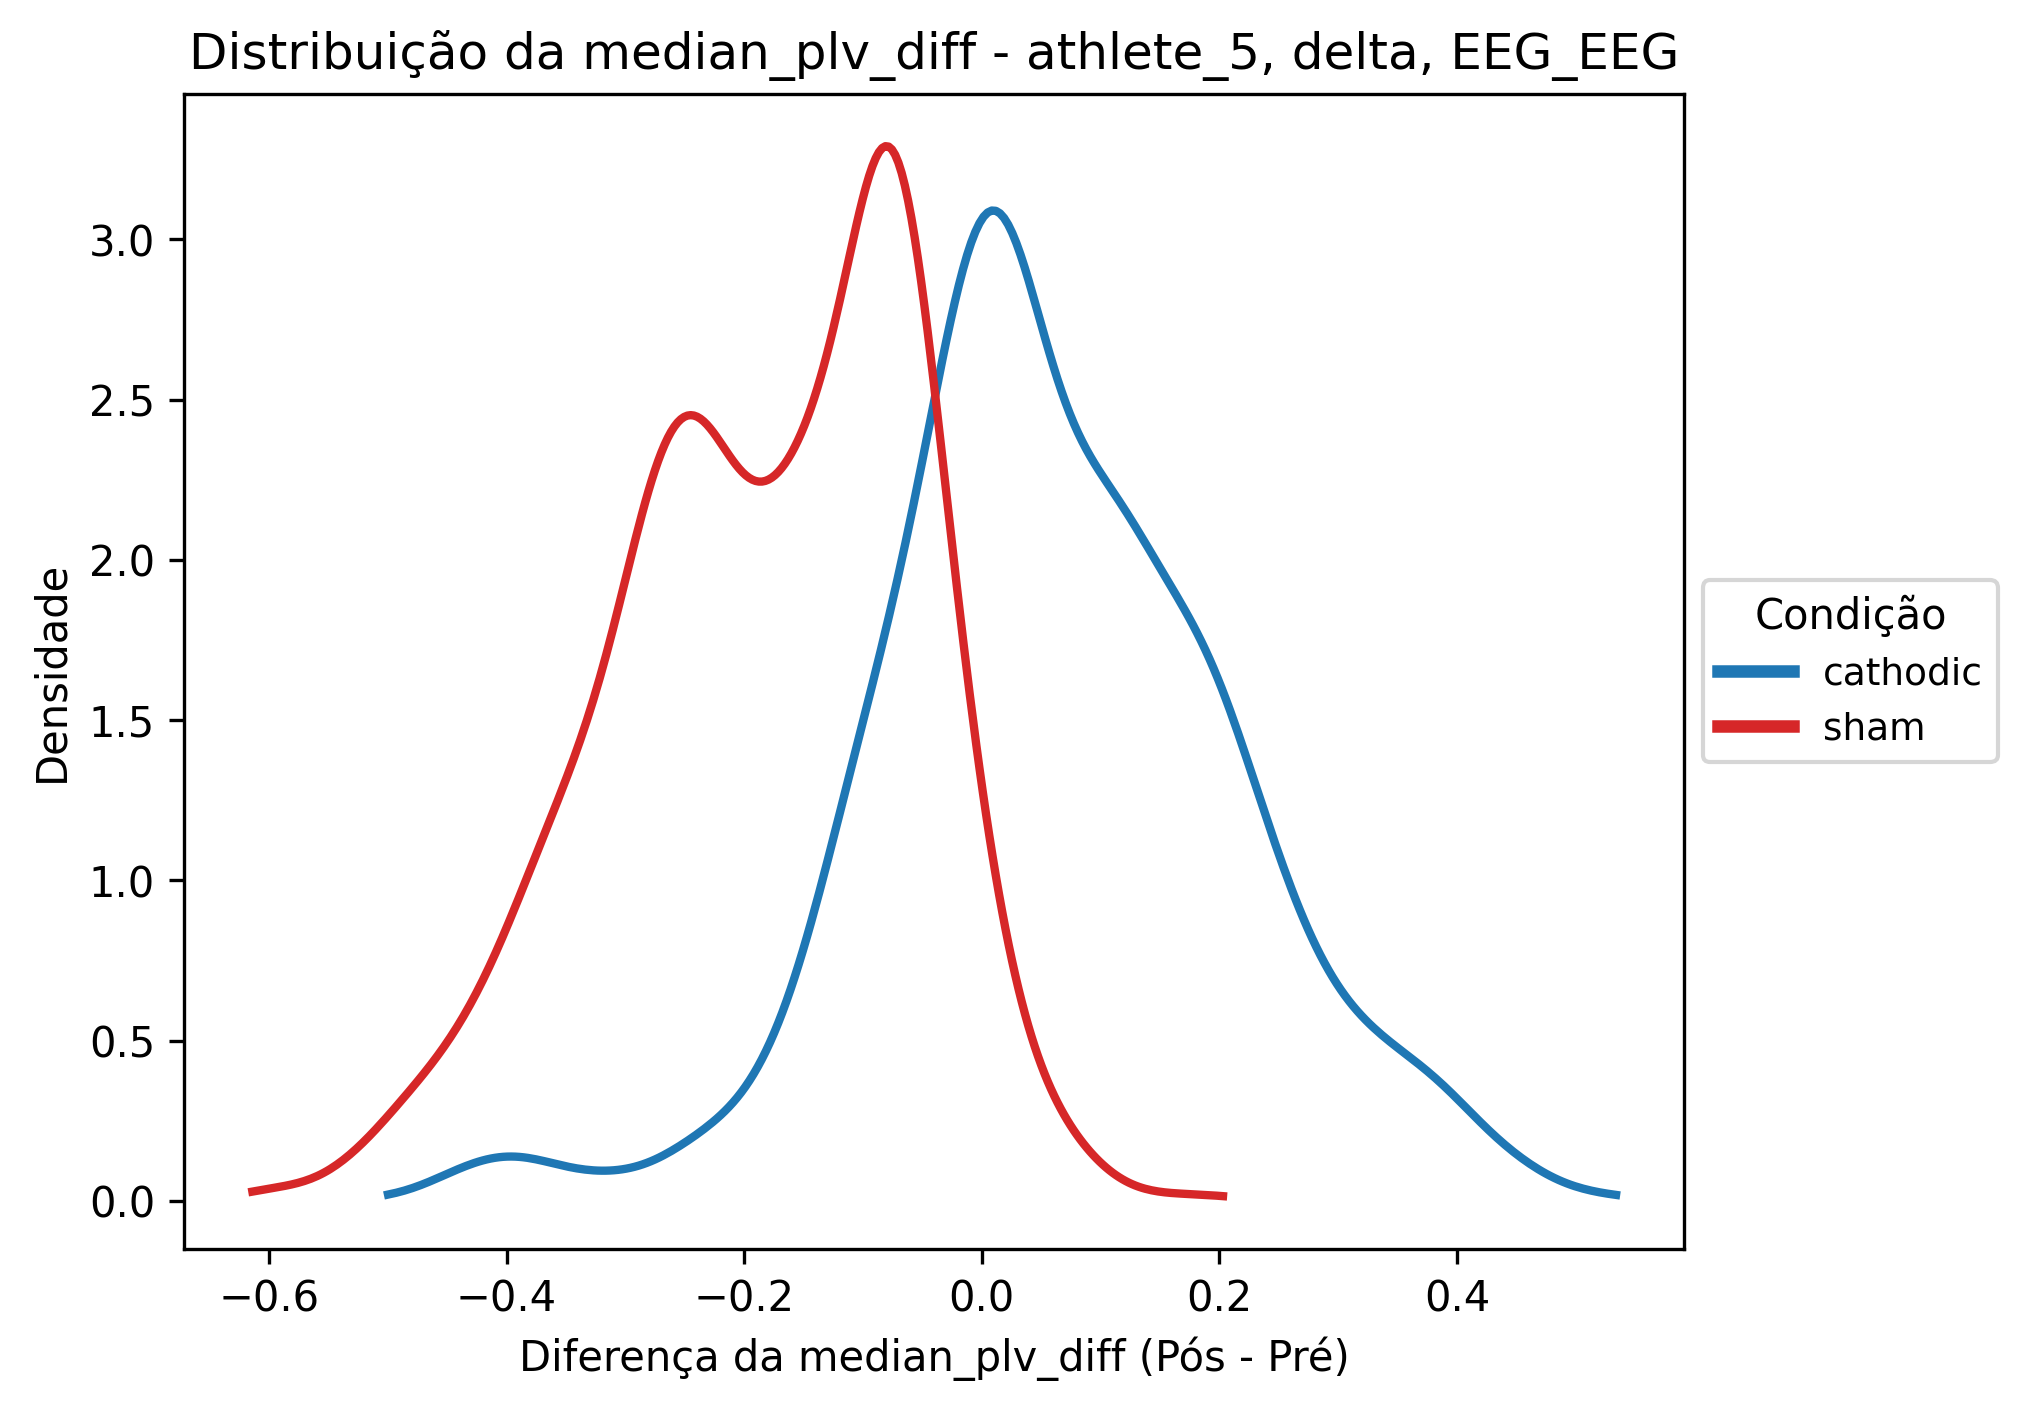 Distribuição da median_plv_diff - athlete_5, delta, EEG_EEG
Densidade
3.0
2.5
2.0
1.5
1.0
0.5
0.0
−0.6 −0.4 −0.2 0.0 0.2 0.4
Diferença da median_plv_diff (Pós - Pré)
Condição
cathodic
sham